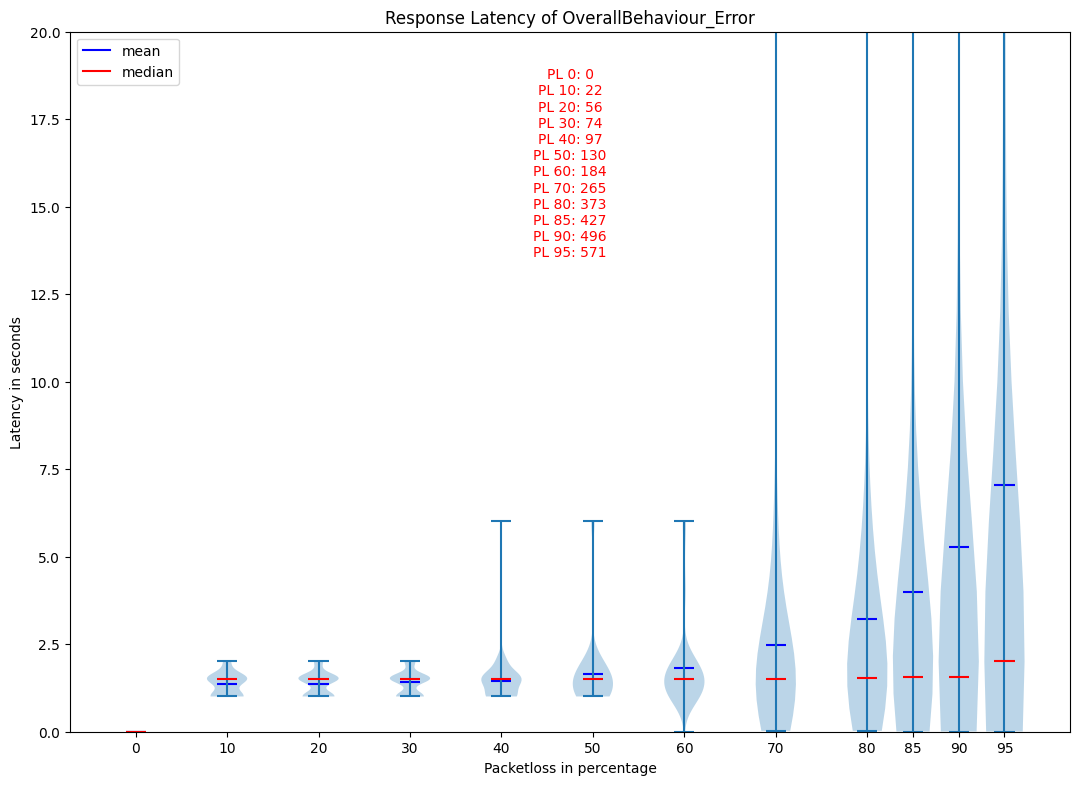 Response Latency of OverallBehaviour_Error
mean
median
PL 0: 0
PL 10: 22
PL 20: 56
PL 30: 74
PL 40: 97
PL 50: 130
PL 60: 184
PL 70: 265
PL 80: 373
PL 85: 427
PL 90: 496
PL 95: 571
Latency in seconds
20.0
17.5
15.0
12.5
10.0
7.5
5.0
2.5
0.0
0 10 20 30 40 50 60 70 80 85 90 95
Packetloss in percentage